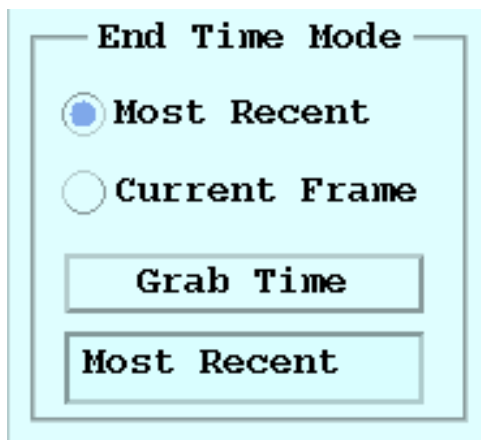 End Time Mode
Most Recent
Current Frame
Grab Time
Most Recent